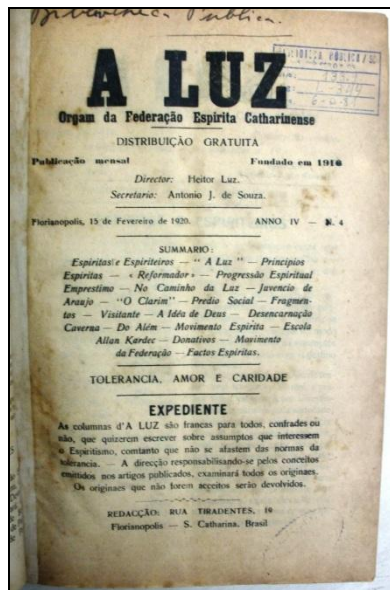 Bibliotheca Publica.
A LUZ
Orgam da Federação Espirita Catharinense
DISTRIBUIÇÃO GRATUITA
Publicação mensal Fundado em 1916
Director: Heitor Luz.
Secretario: Antonio J. de Souza.
Florianopolis, 15 de Fevereiro de 1920. ANNO IV — N. 4
SUMMARIO:
Espiritas e Espiriteiros — " A Luz " — Principios
Espiritas — « Reformador » — Progressão Espiritual
Emprestimo — No Caminho da Luz — Juvencio de
Araujo — "O Clarim" — Predio Social — Fragmen-
tos — Visitante — A Idéa de Deus — Desencarnação
Caverna — Do Além — Movimento Espirita — Escola
Allan Kardec — Donativos — Movimento
da Federação — Factos Espiritas.
TOLERANCIA, AMOR E CARIDADE
EXPEDIENTE
As columnas d'A LUZ são francas para todos, confrades ou
não, que quizerem escrever sobre assumptos que interessem
o Espiritismo, comtanto que não se afastem das normas da
tolerancia. — A direcção responsabilisando-se pelos conceitos
emittidos nos artigos publicados, examinará todos os originaes.
Os originaes que não forem acceitos serão devolvidos.
REDACÇÃO: RUA TIRADENTES, 19
Florianopolis — S. Catharina, Brasil